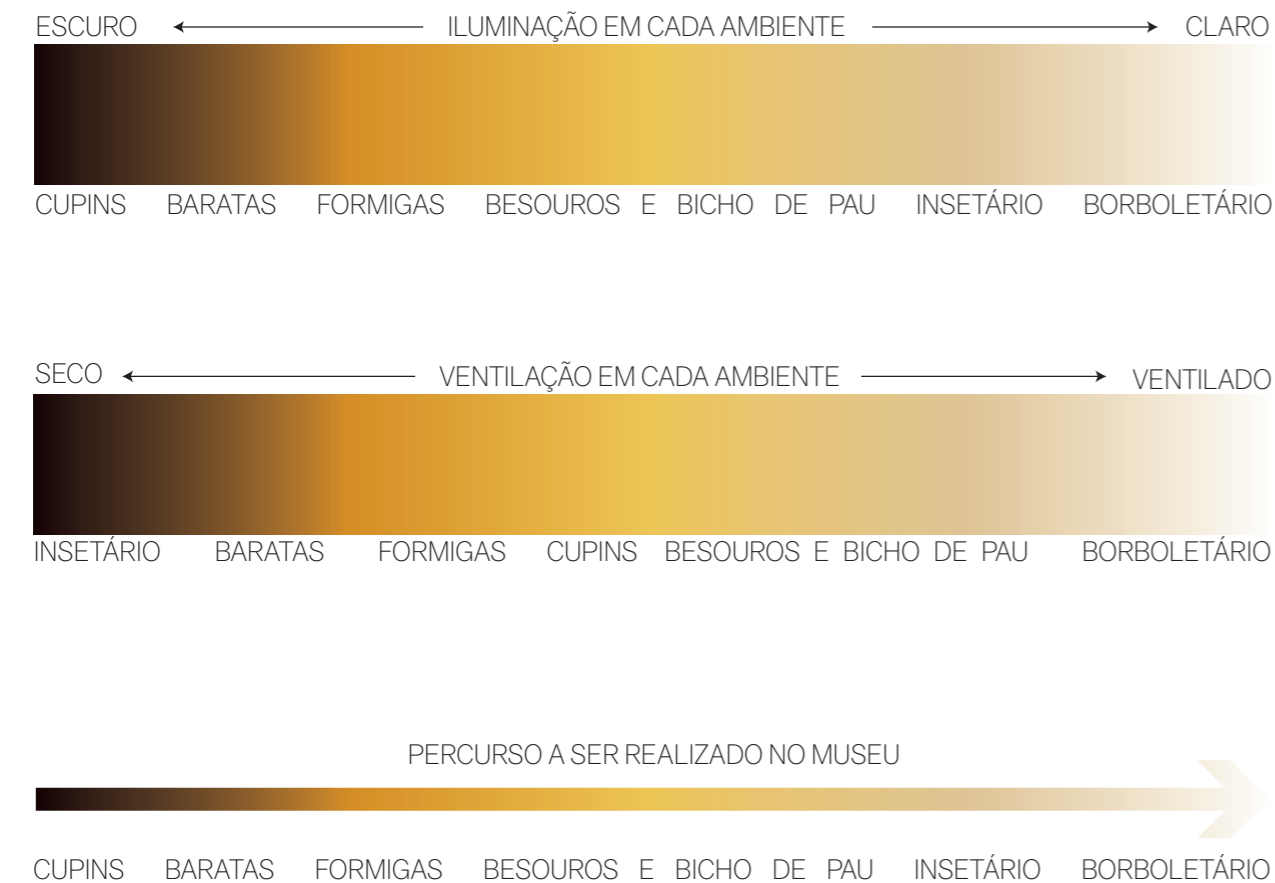 ESCURO ILUMINAÇÃO EM CADA AMBIENTE CLARO
CUPINS BARATAS FORMIGAS BESOUROS E BICHO DE PAU INSETÁRIO BORBOLETÁRIO
SECO VENTILAÇÃO EM CADA AMBIENTE VENTILADO
INSETÁRIO BARATAS FORMIGAS CUPINS BESOUROS E BICHO DE PAU BORBOLETÁRIO
PERCURSO A SER REALIZADO NO MUSEU
CUPINS BARATAS FORMIGAS BESOUROS E BICHO DE PAU INSETÁRIO BORBOLETÁRIO